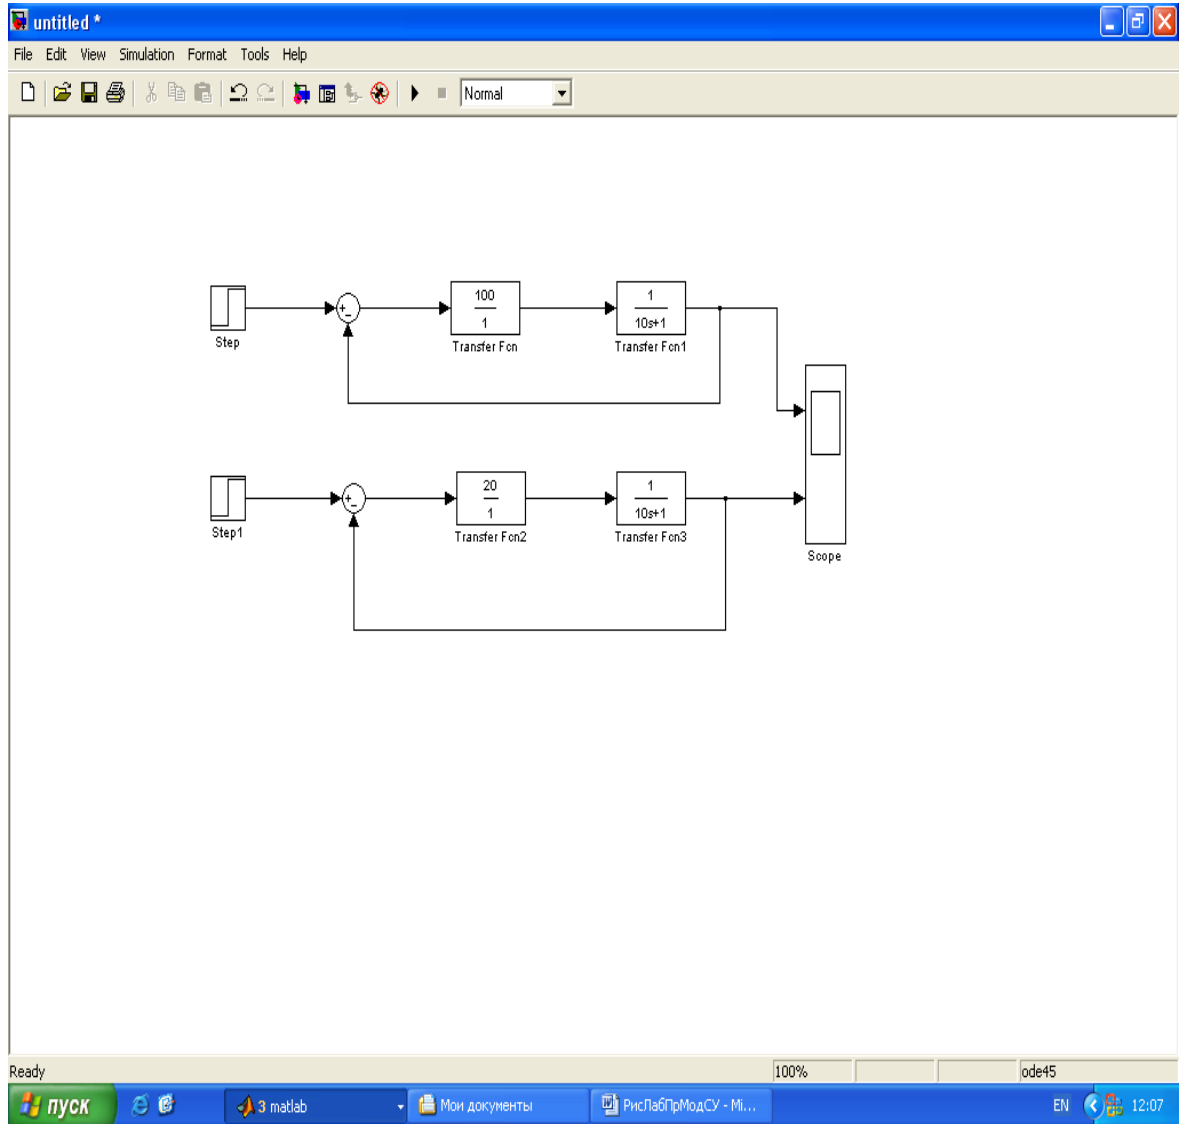 untitled *
File Edit View Simulation Format Tools Help
Normal
Step
+
-
100
1
Transfer Fcn
1
10s+1
Transfer Fcn1
Step1
+
-
20
1
Transfer Fcn2
1
10s+1
Transfer Fcn3
Scope
Ready 100% ode45
пуск 3 matlab Мои документы РисЛабПрМодСУ - Mi... EN 12:07